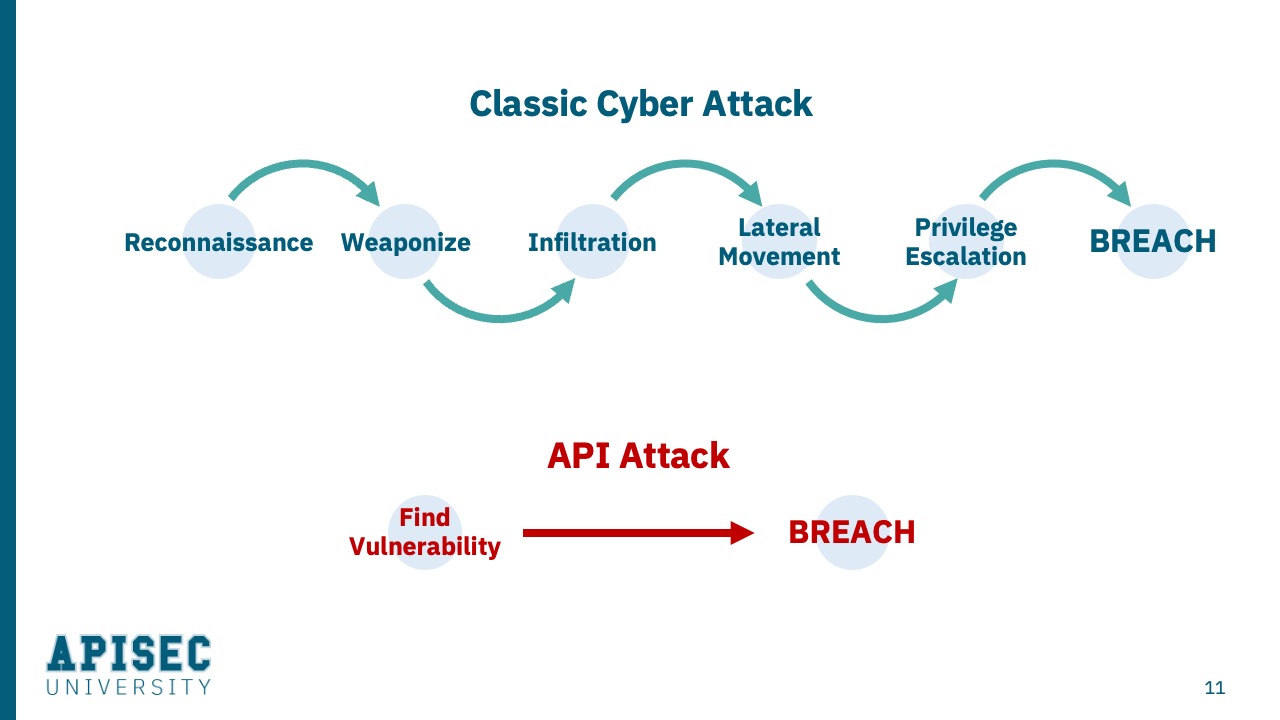 Classic Cyber Attack
Reconnaissance
Weaponize
Infiltration
Lateral
Movement
Privilege
Escalation
BREACH
API Attack
Find
Vulnerability
BREACH
APISEC
UNIVERSITY
11